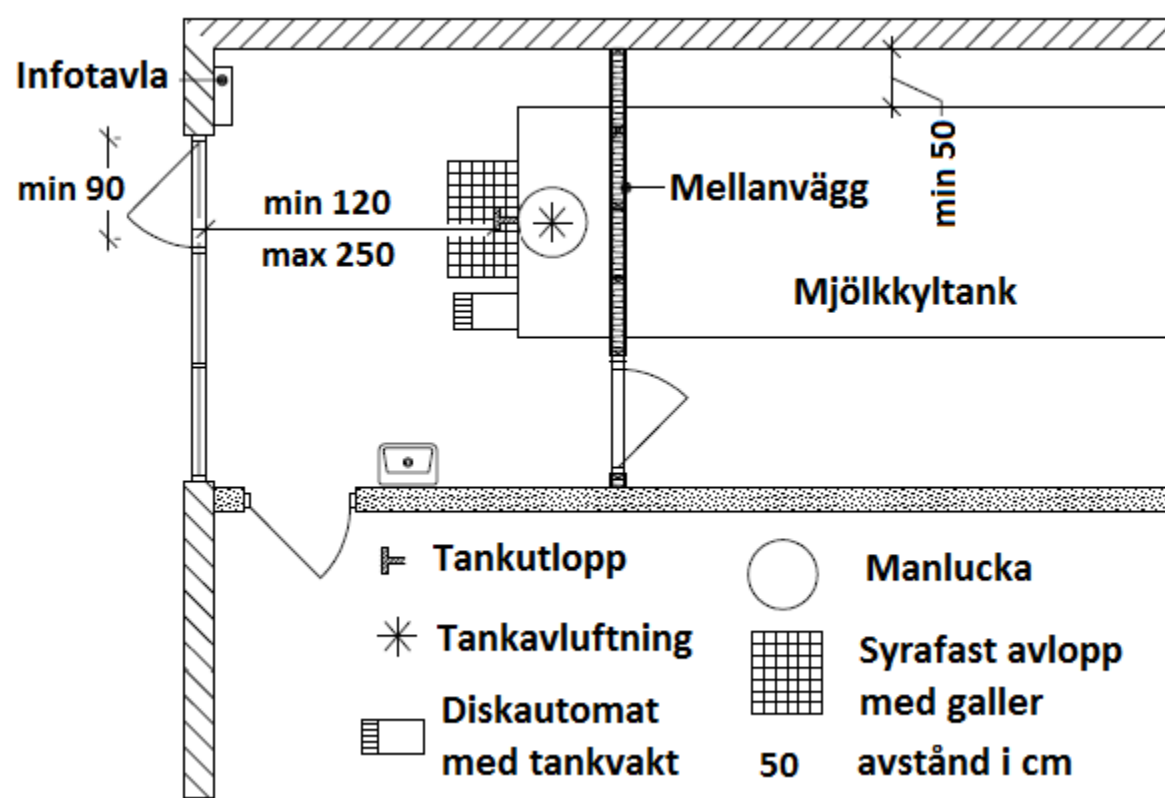 Infotavla
min 90
min 120
max 250
Mellanvägg
min 50
Mjölkkyltank
Tankutlopp
Manlucka
Tankavluftning
Syrafast avlopp
med galler
Diskautomat
med tankvakt
50 avstånd i cm